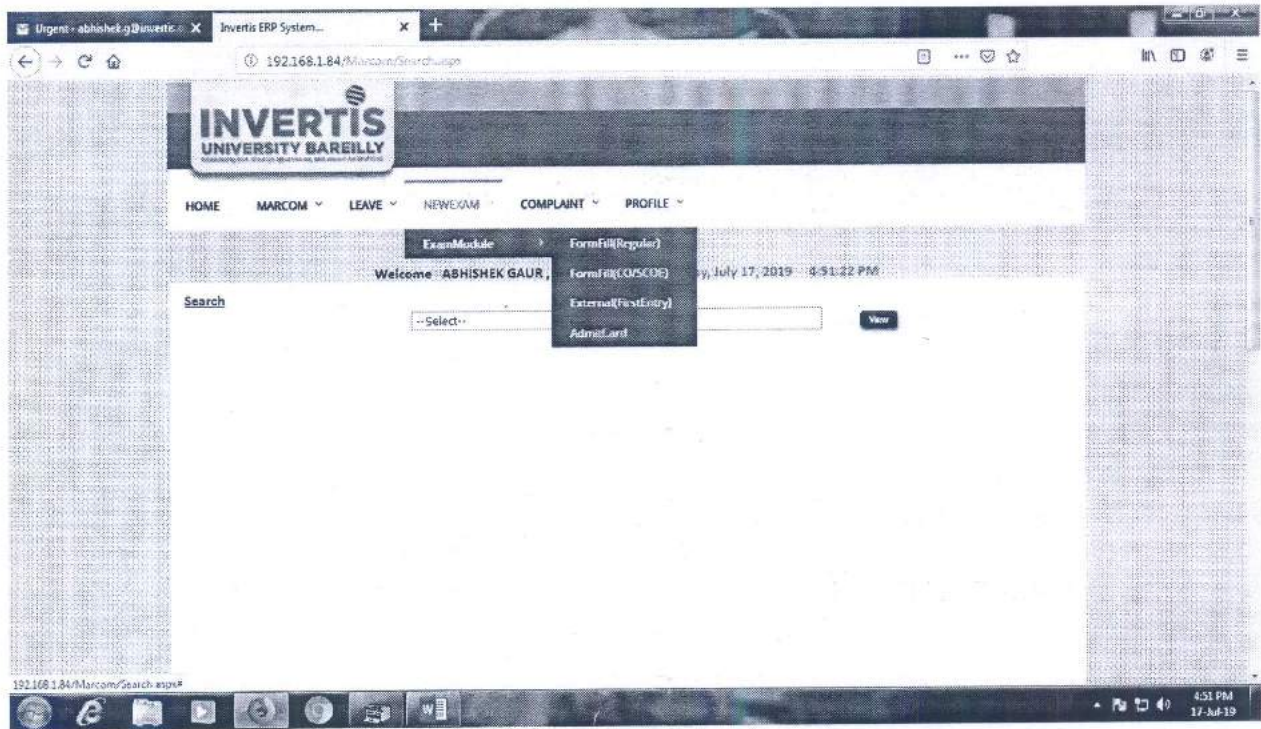 Urgent - abhishek.g@invertis X Invertis ERP System... X +
192.168.1.84/Marcom/Search.aspx
INVERTIS
UNIVERSITY BAREILLY
HOME MARCOM LEAVE NEWEXAM COMPLAINT PROFILE
ExamModule FormFill(Regular)
Welcome ABHISHEK GAUR , FormFill(CO/SCDE) y, July 17, 2019 4:51:22 PM
Search External(FirstEntry)
--Select-- View
AdmitCard
192.168.1.84/Marcom/Search.aspx#
4:51 PM
17-Jul-19